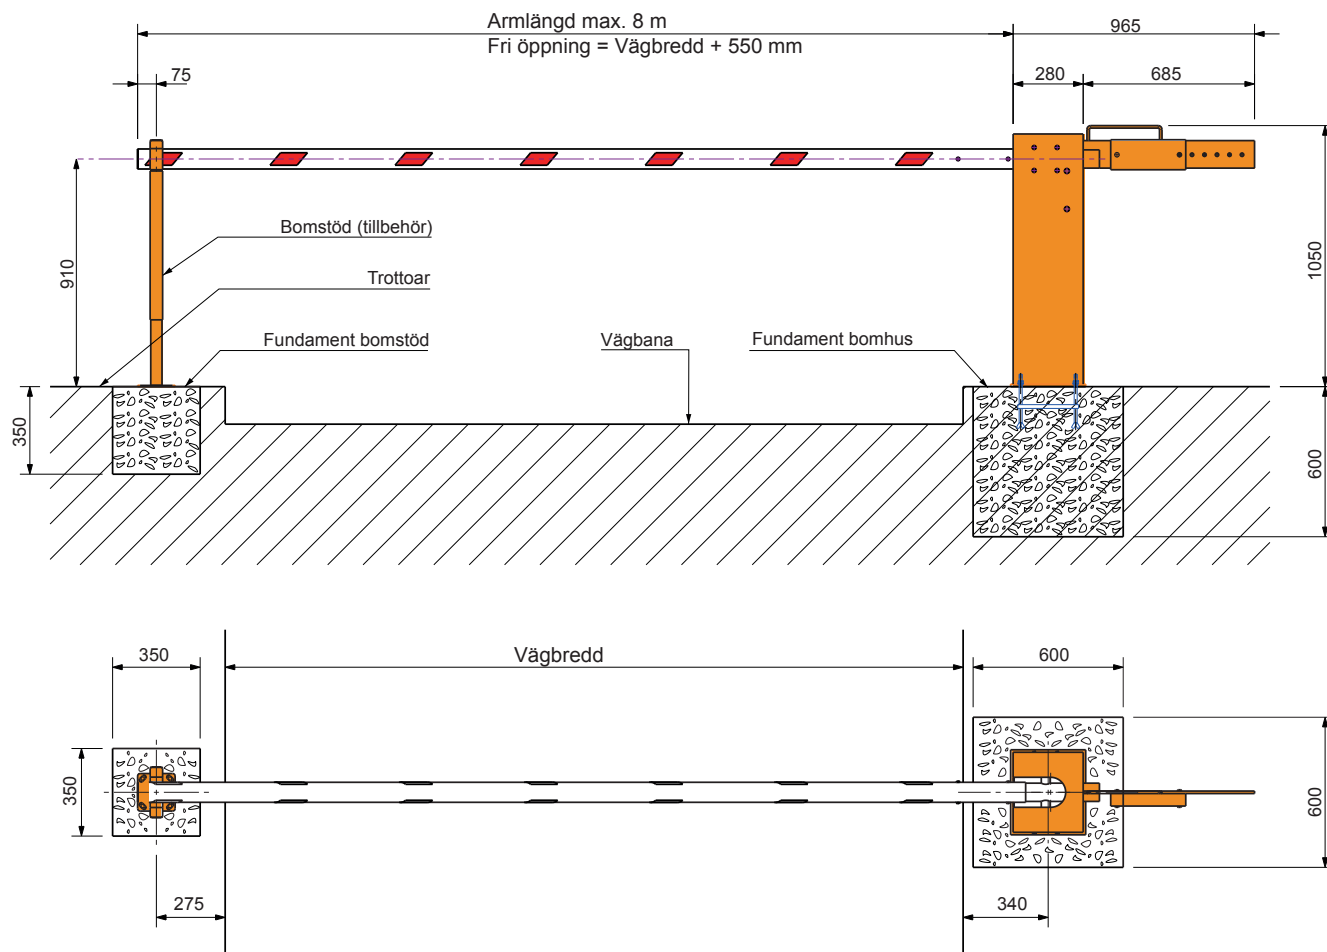 Armlängd max. 8 m
Fri öppning = Vägbredd + 550 mm
965
75
280
685
Bomstöd (tillbehör)
910
1050
Trottoar
Fundament bomstöd
Vägbana
Fundament bomhus
350
600
350
Vägbredd
600
350
600
275
340